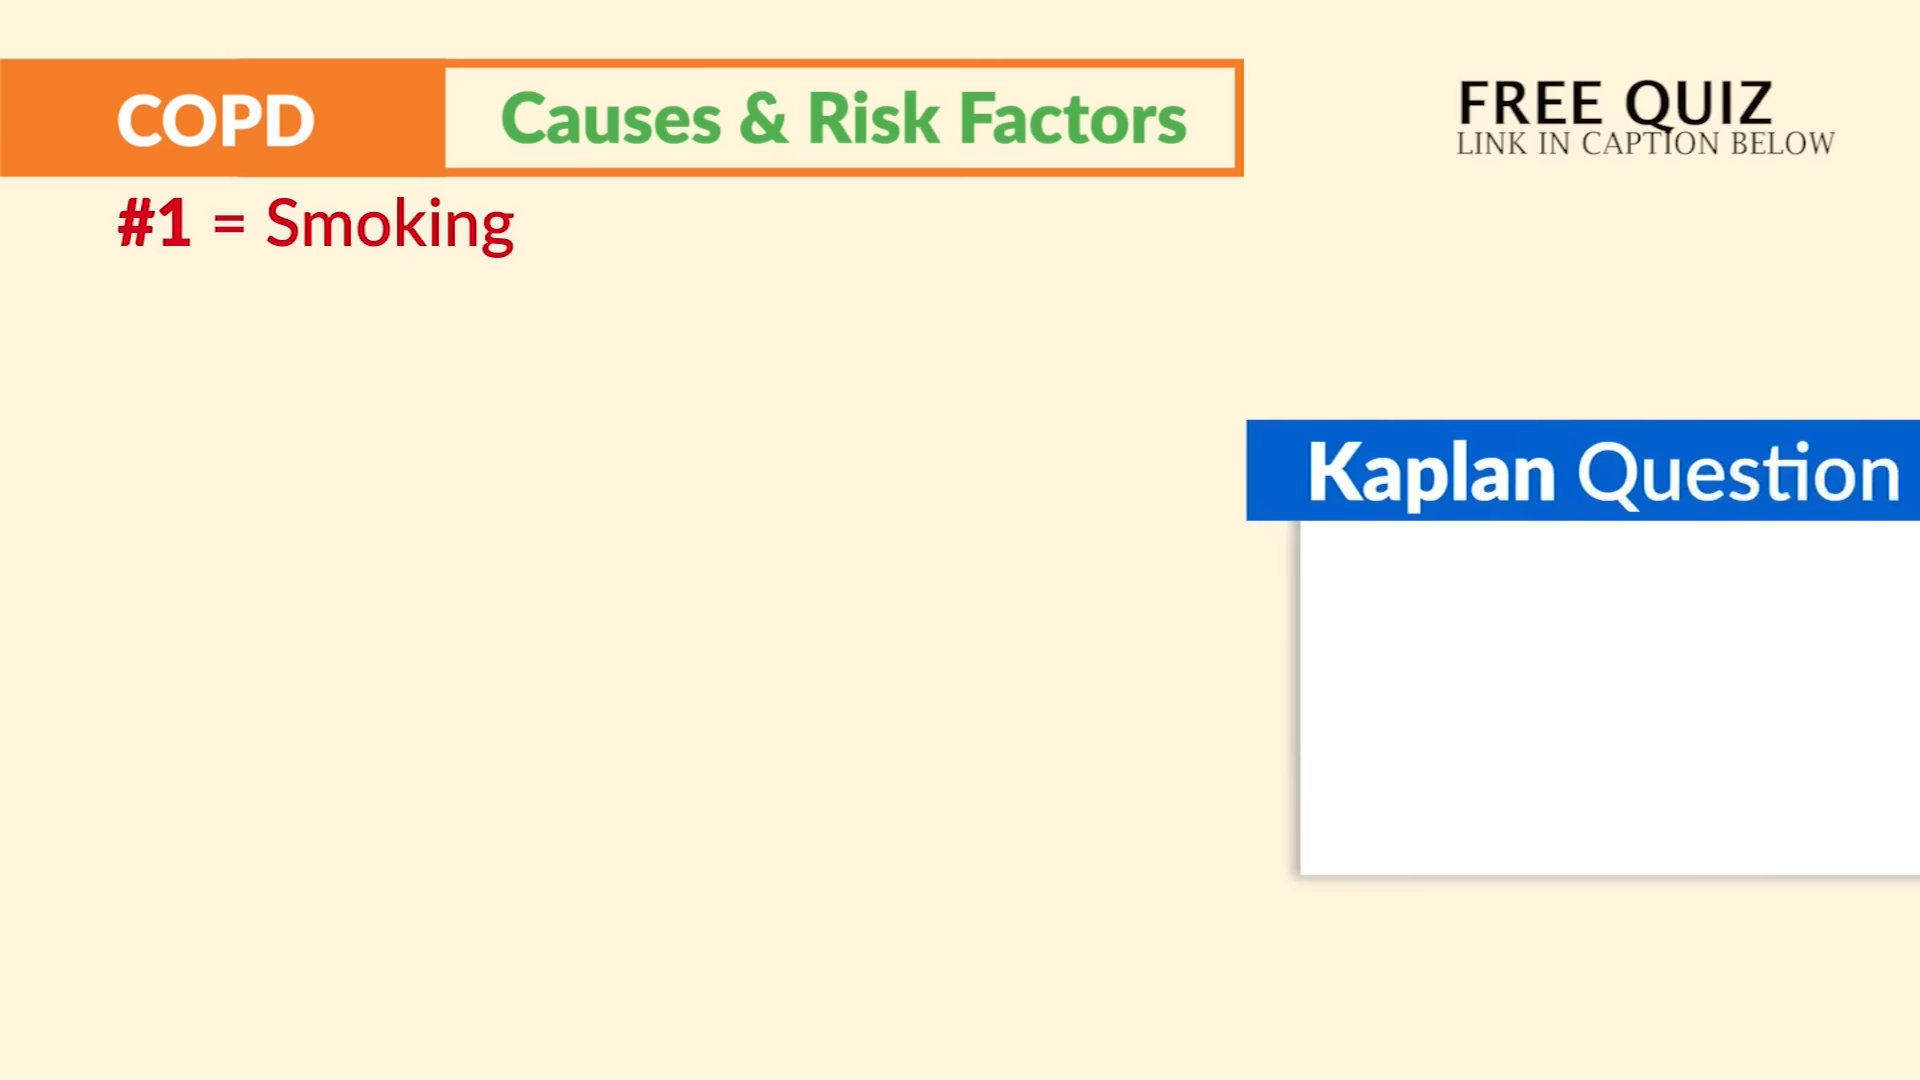 COPD Causes & Risk Factors
FREE QUIZ
LINK IN CAPTION BELOW
#1 = Smoking
Kaplan Question